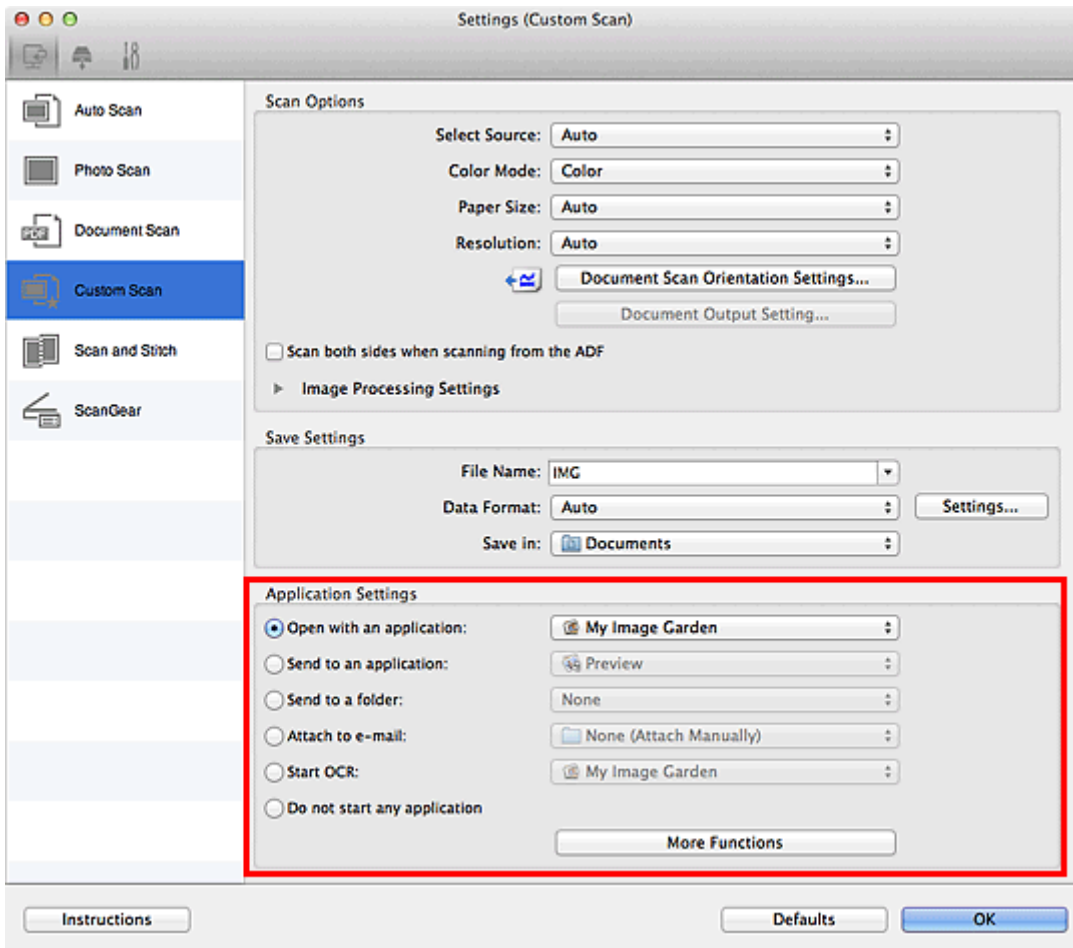 Settings (Custom Scan)
Auto Scan
Photo Scan
PDF
Document Scan
Custom Scan
Scan and Stitch
ScanGear
Scan Options
Select Source: Auto
Color Mode: Color
Paper Size: Auto
Resolution: Auto
Document Scan Orientation Settings...
Document Output Setting...
Scan both sides when scanning from the ADF
Image Processing Settings
Save Settings
File Name: IMG
Data Format: Auto Settings...
Save in: Documents
Application Settings
Open with an application: My Image Garden
Send to an application: Preview
Send to a folder: None
Attach to e-mail: None (Attach Manually)
Start OCR: My Image Garden
Do not start any application
More Functions
Instructions Defaults OK